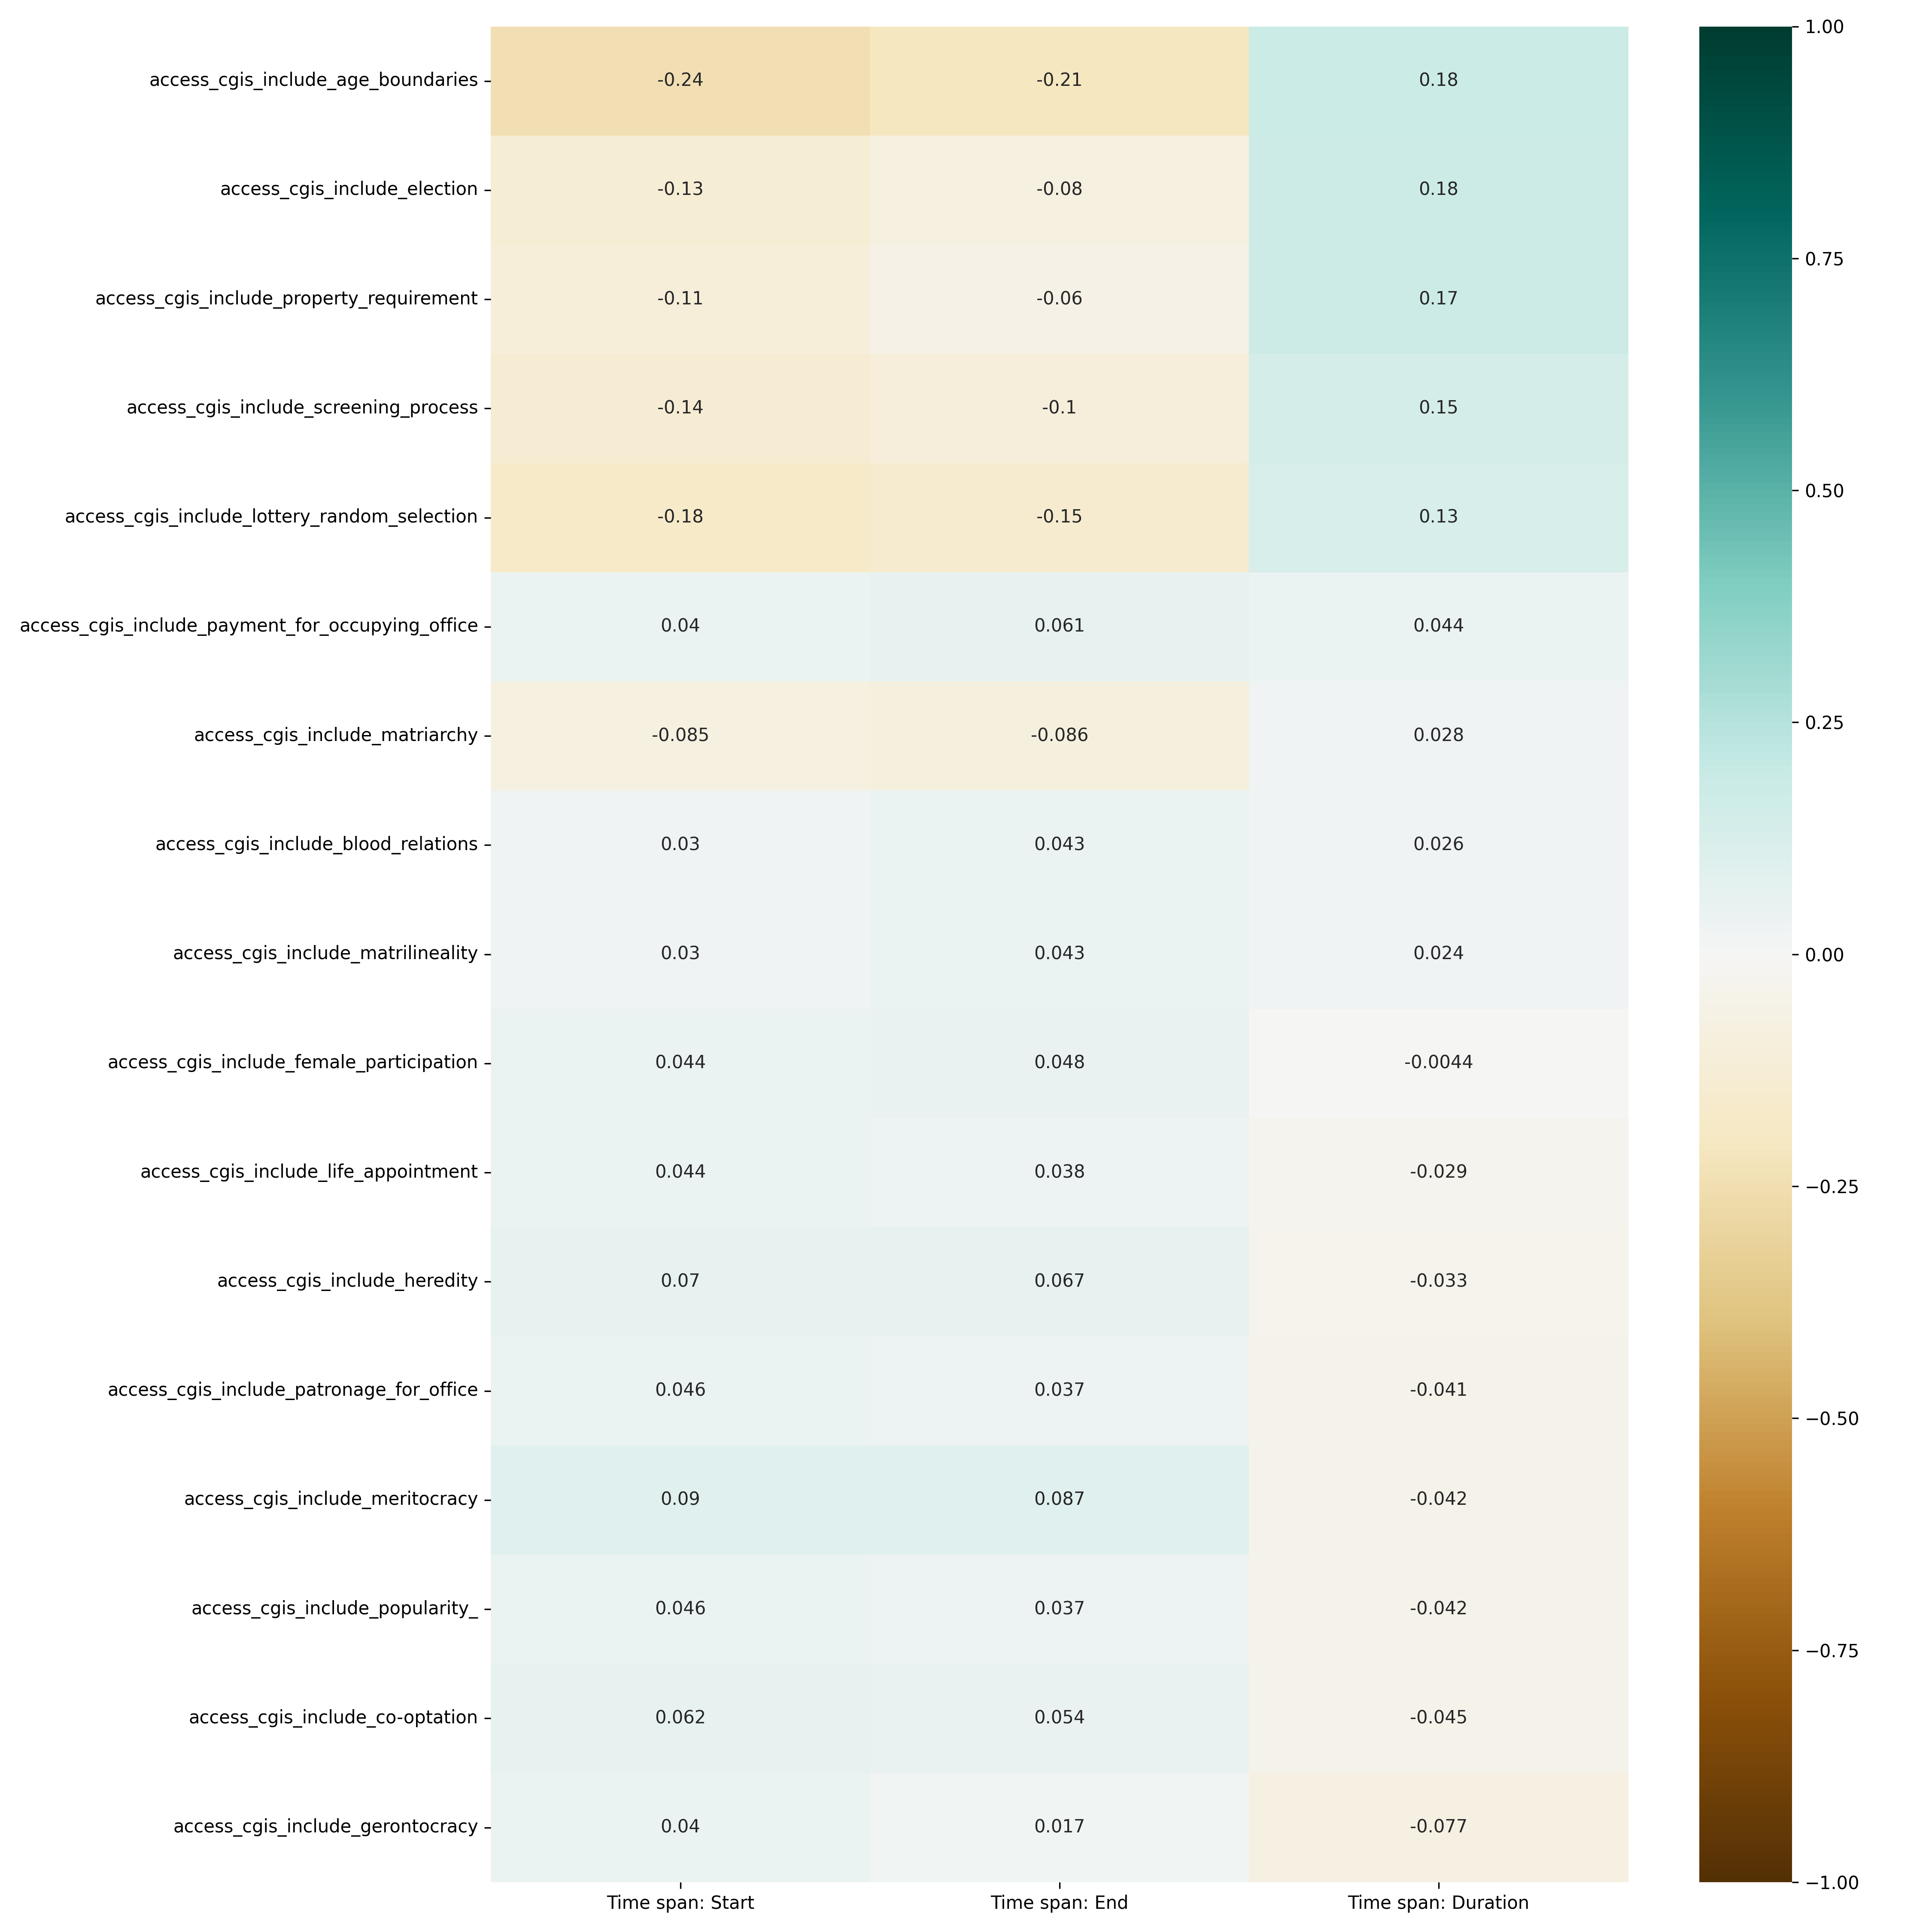 access_cgis_include_age_boundaries -0.24 -0.21 0.18
access_cgis_include_election -0.13 -0.08 0.18
access_cgis_include_property_requirement -0.11 -0.06 0.17
access_cgis_include_screening_process -0.14 -0.1 0.15
access_cgis_include_lottery_random_selection -0.18 -0.15 0.13
access_cgis_include_payment_for_occupying_office 0.04 0.061 0.044
access_cgis_include_matriarchy -0.085 -0.086 0.028
access_cgis_include_blood_relations 0.03 0.043 0.026
access_cgis_include_matrilineality 0.03 0.043 0.024
access_cgis_include_female_participation 0.044 0.048 -0.0044
access_cgis_include_life_appointment 0.044 0.038 -0.029
access_cgis_include_heredity 0.07 0.067 -0.033
access_cgis_include_patronage_for_office 0.046 0.037 -0.041
access_cgis_include_meritocracy 0.09 0.087 -0.042
access_cgis_include_popularity_ 0.046 0.037 -0.042
access_cgis_include_co-optation 0.062 0.054 -0.045
access_cgis_include_gerontocracy 0.04 0.017 -0.077
Time span: Start Time span: End Time span: Duration
1.00
0.75
0.50
0.25
0.00
−0.25
−0.50
−0.75
−1.00